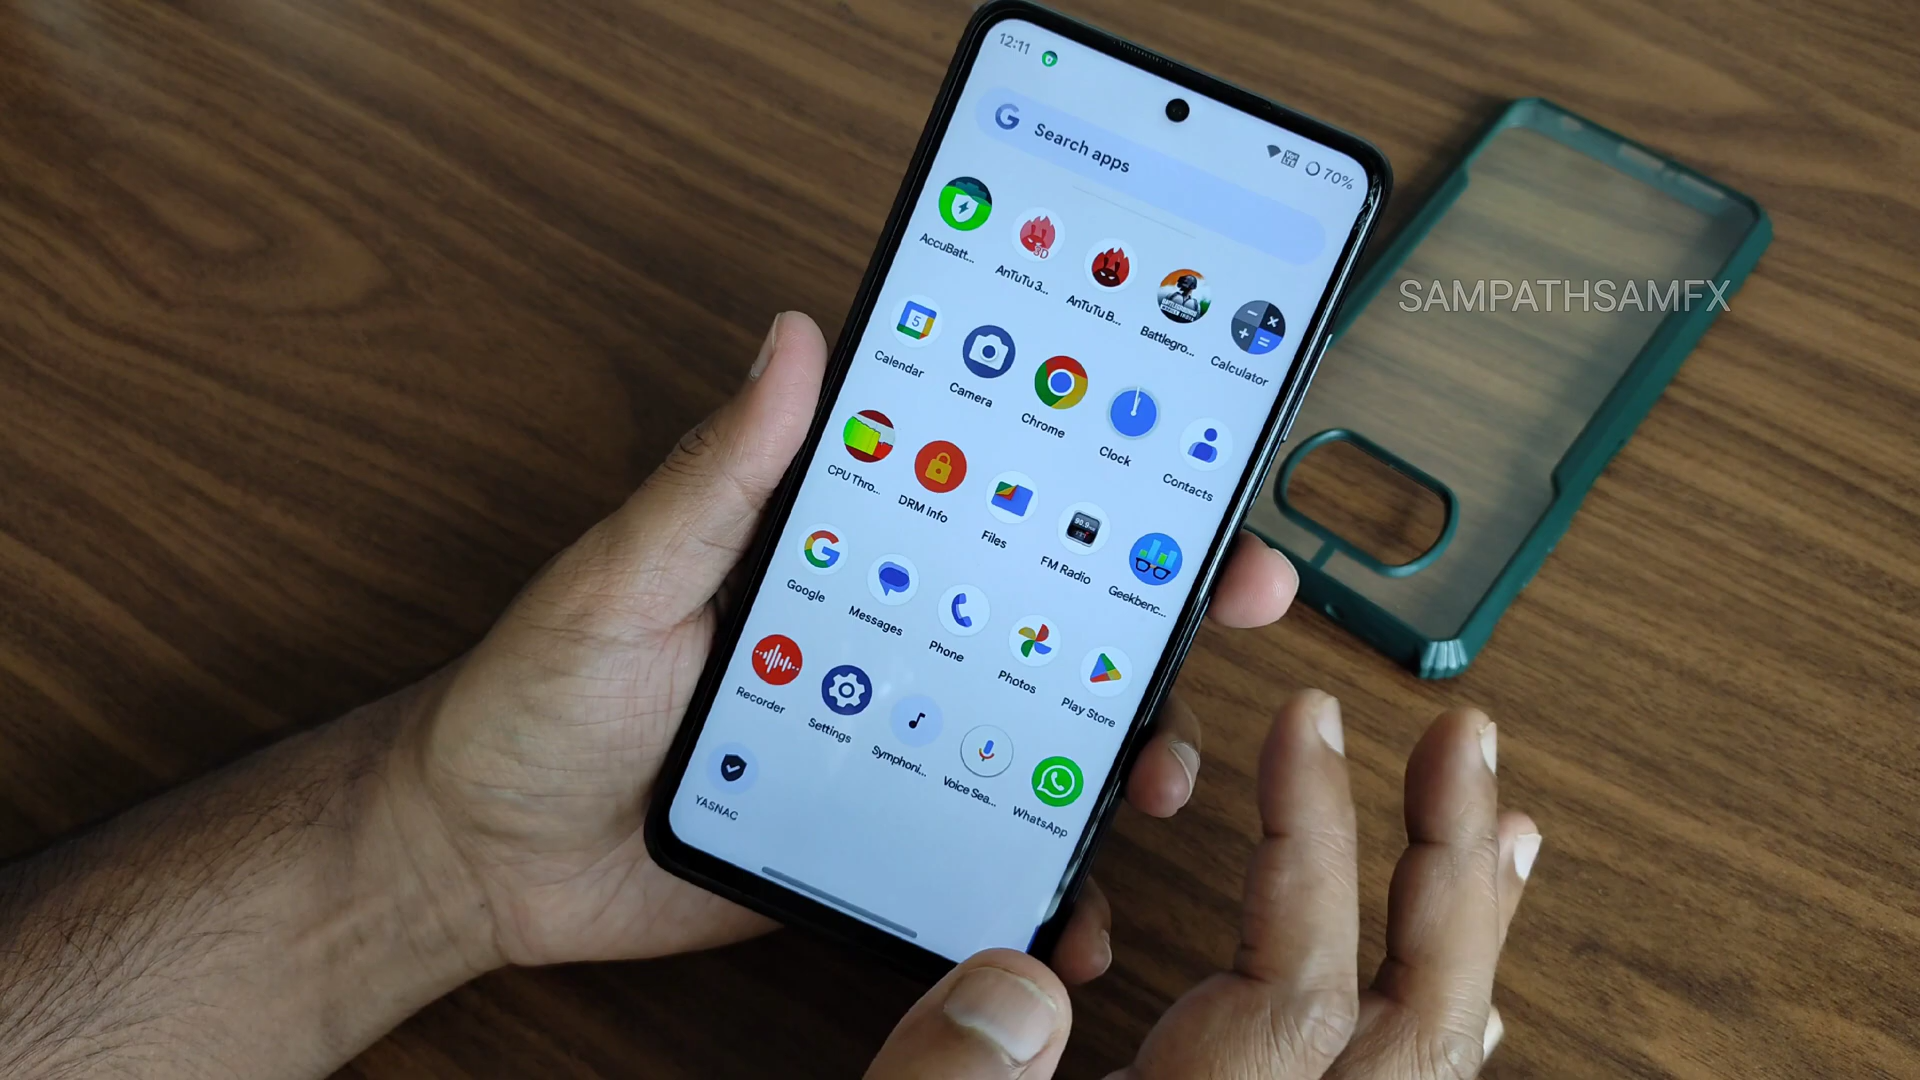 12:11
70%
G Search apps
AccuBatt...
AnTuTu 3...
AnTuTu B...
Battlegro...
Calculator
Calendar
Camera
Chrome
Clock
Contacts
CPU Thro...
DRM Info
Files
FM Radio
Geekbenc...
Google
Messages
Phone
Photos
Play Store
Recorder
Settings
Symphoni...
Voice Sea...
WhatsApp
YASNAC
SAMPATHSAMFX